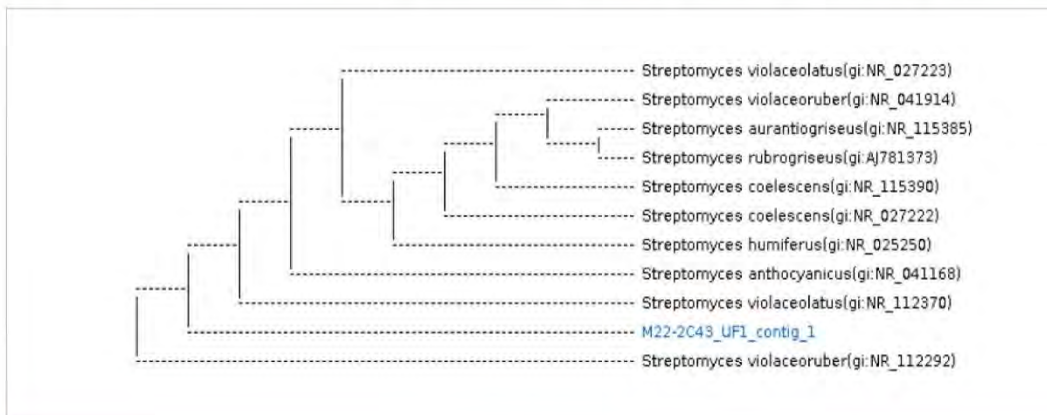 Streptomyces violaceolatus(gi:NR_027223)
Streptomyces violaceoruber(gi:NR_041914)
Streptomyces aurantiogriseus(gi:NR_115385)
Streptomyces rubrogriseus(gi:AJ781373)
Streptomyces coelescens(gi:NR_115390)
Streptomyces coelescens(gi:NR_027222)
Streptomyces humiferus(gi:NR_025250)
Streptomyces anthocyanicus(gi:NR_041168)
Streptomyces violaceolatus(gi:NR_112370)
M22-2C43_UF1_contig_1
Streptomyces violaceoruber(gi:NR_112292)